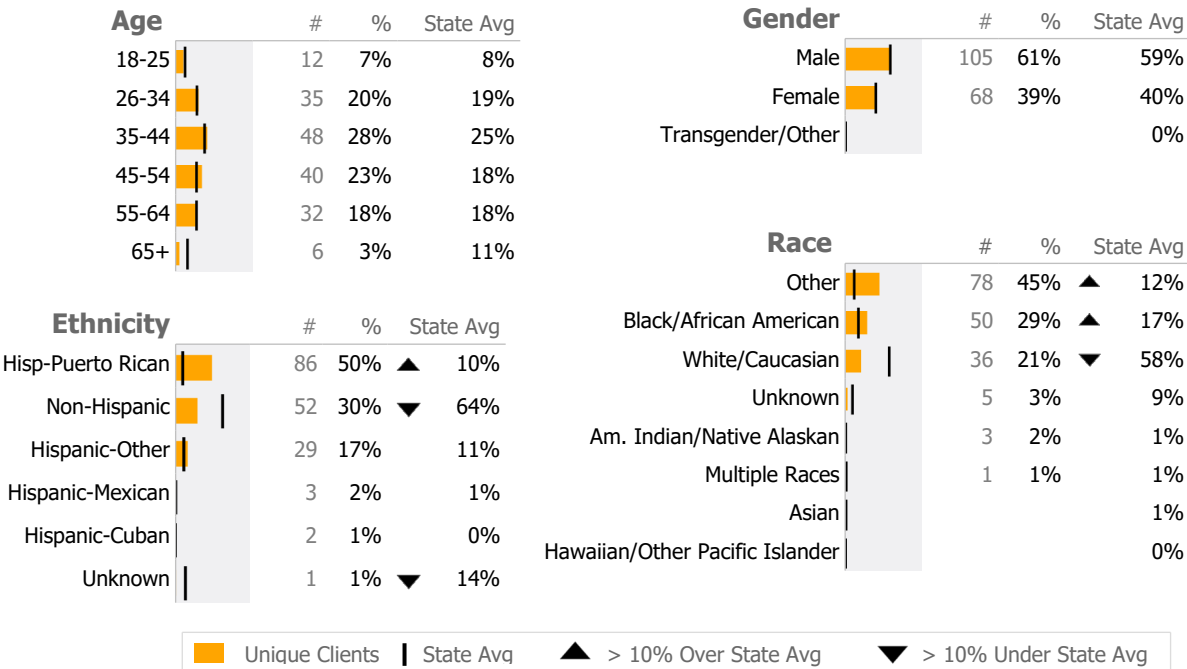 Age # % State Avg
18-25 12 7% 8%
26-34 35 20% 19%
35-44 48 28% 25%
45-54 40 23% 18%
55-64 32 18% 18%
65+ 6 3% 11%
Ethnicity # % State Avg
Hisp-Puerto Rican 86 50% ▲ 10%
Non-Hispanic 52 30% ▼ 64%
Hispanic-Other 29 17% 11%
Hispanic-Mexican 3 2% 1%
Hispanic-Cuban 2 1% 0%
Unknown 1 1% ▼ 14%
Gender # % State Avg
Male 105 61% 59%
Female 68 39% 40%
Transgender/Other 0%
Race # % State Avg
Other 78 45% ▲ 12%
Black/African American 50 29% ▲ 17%
White/Caucasian 36 21% ▼ 58%
Unknown 5 3% 9%
Am. Indian/Native Alaskan 3 2% 1%
Multiple Races 1 1% 1%
Asian 1%
Hawaiian/Other Pacific Islander 0%
Unique Clients State Avg ▲ > 10% Over State Avg ▼ > 10% Under State Avg